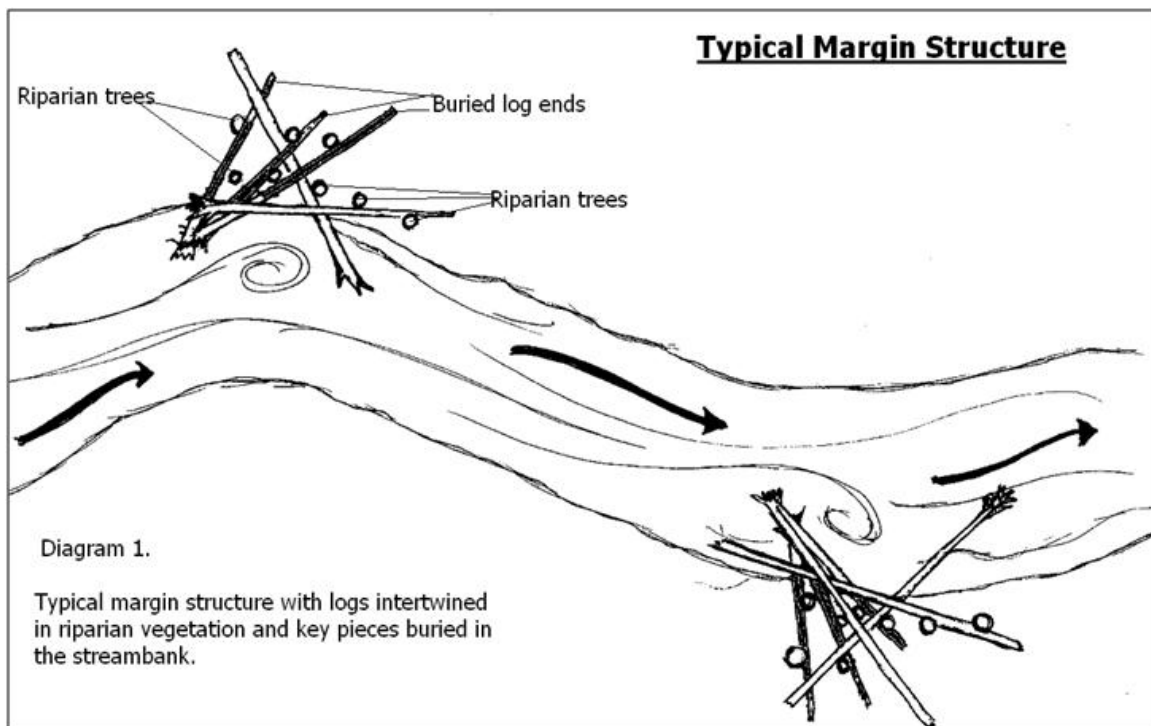 Typical Margin Structure
Riparian trees
Buried log ends
Riparian trees
Diagram 1.
Typical margin structure with logs intertwined
in riparian vegetation and key pieces buried in
the streambank.